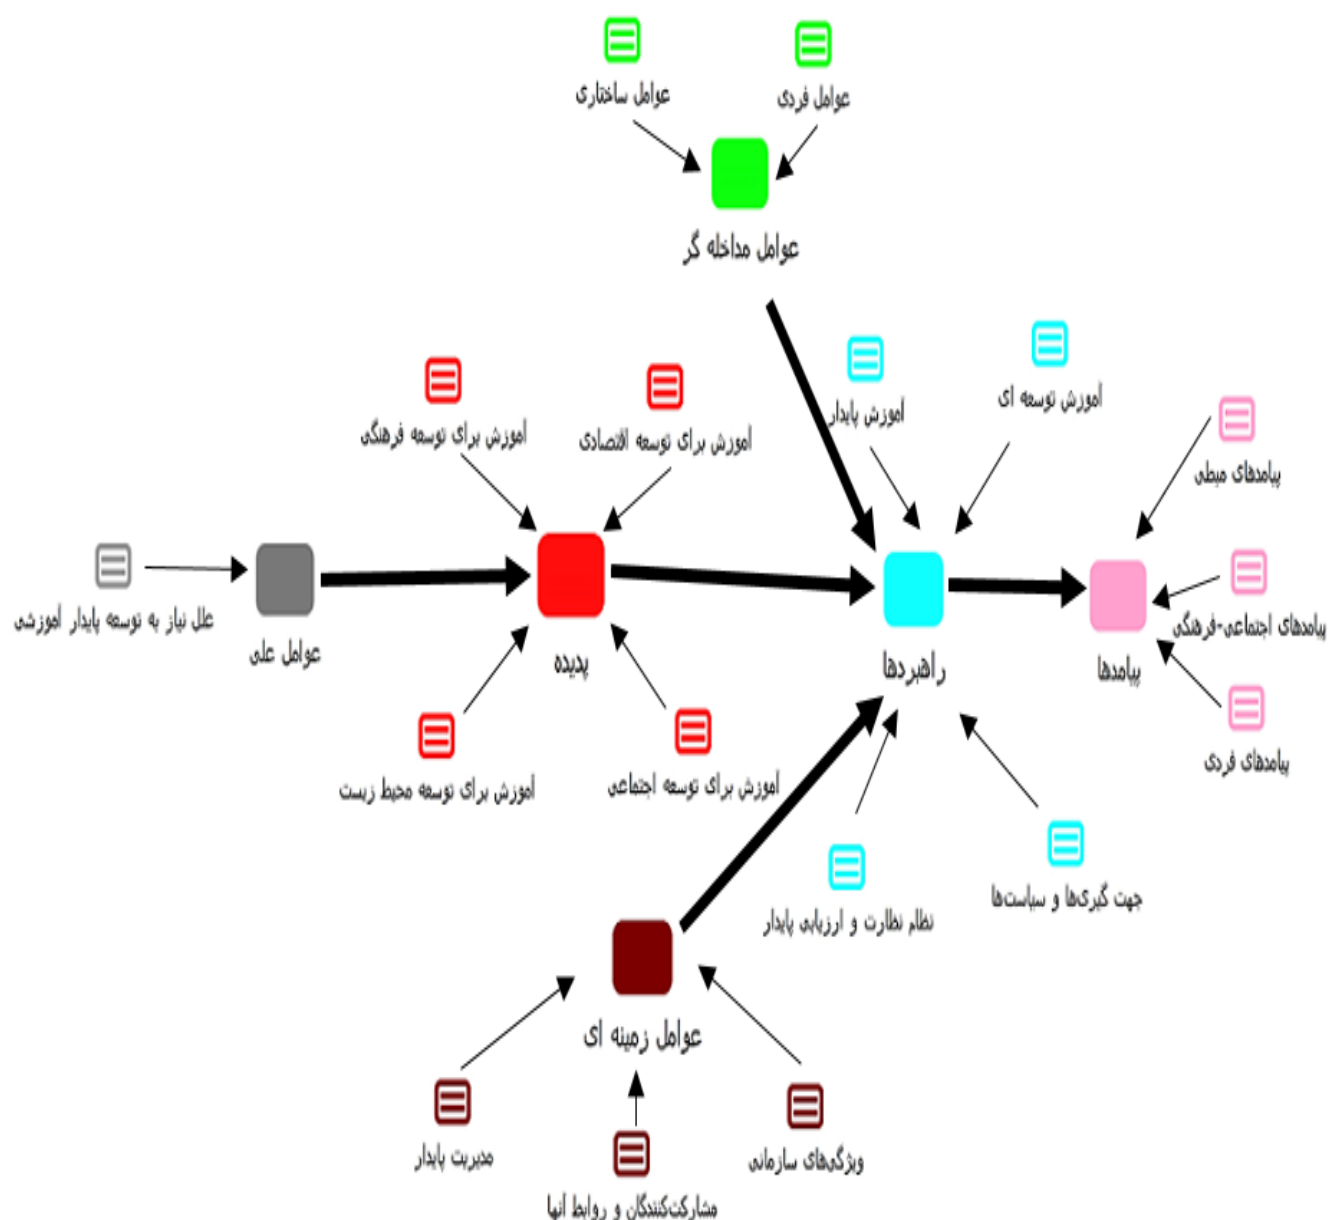 عوامل فردی
عوامل ساختاری
عوامل مداخله گر
آموزش توسعه ای
آموزش پایدار
آموزش برای توسعه اقتصادی
آموزش برای توسعه فرهنگی
پیامدهای میطی
علل نیاز به توسعه پایدار آموزشی
عوامل علی
پدیده
راهبردها
پیامدها
پیامدهای اجتماعی-فرهنگی
پیامدهای فردی
آموزش برای توسعه اجتماعی
آموزش برای توسعه محیط زیست
جهت گیری‌ها و سیاست‌ها
نظام نظارت و ارزیابی پایدار
عوامل زمینه ای
ویژگی‌های سازمانی
مدیریت پایدار
مشارکت‌کنندگان و روابط آنها